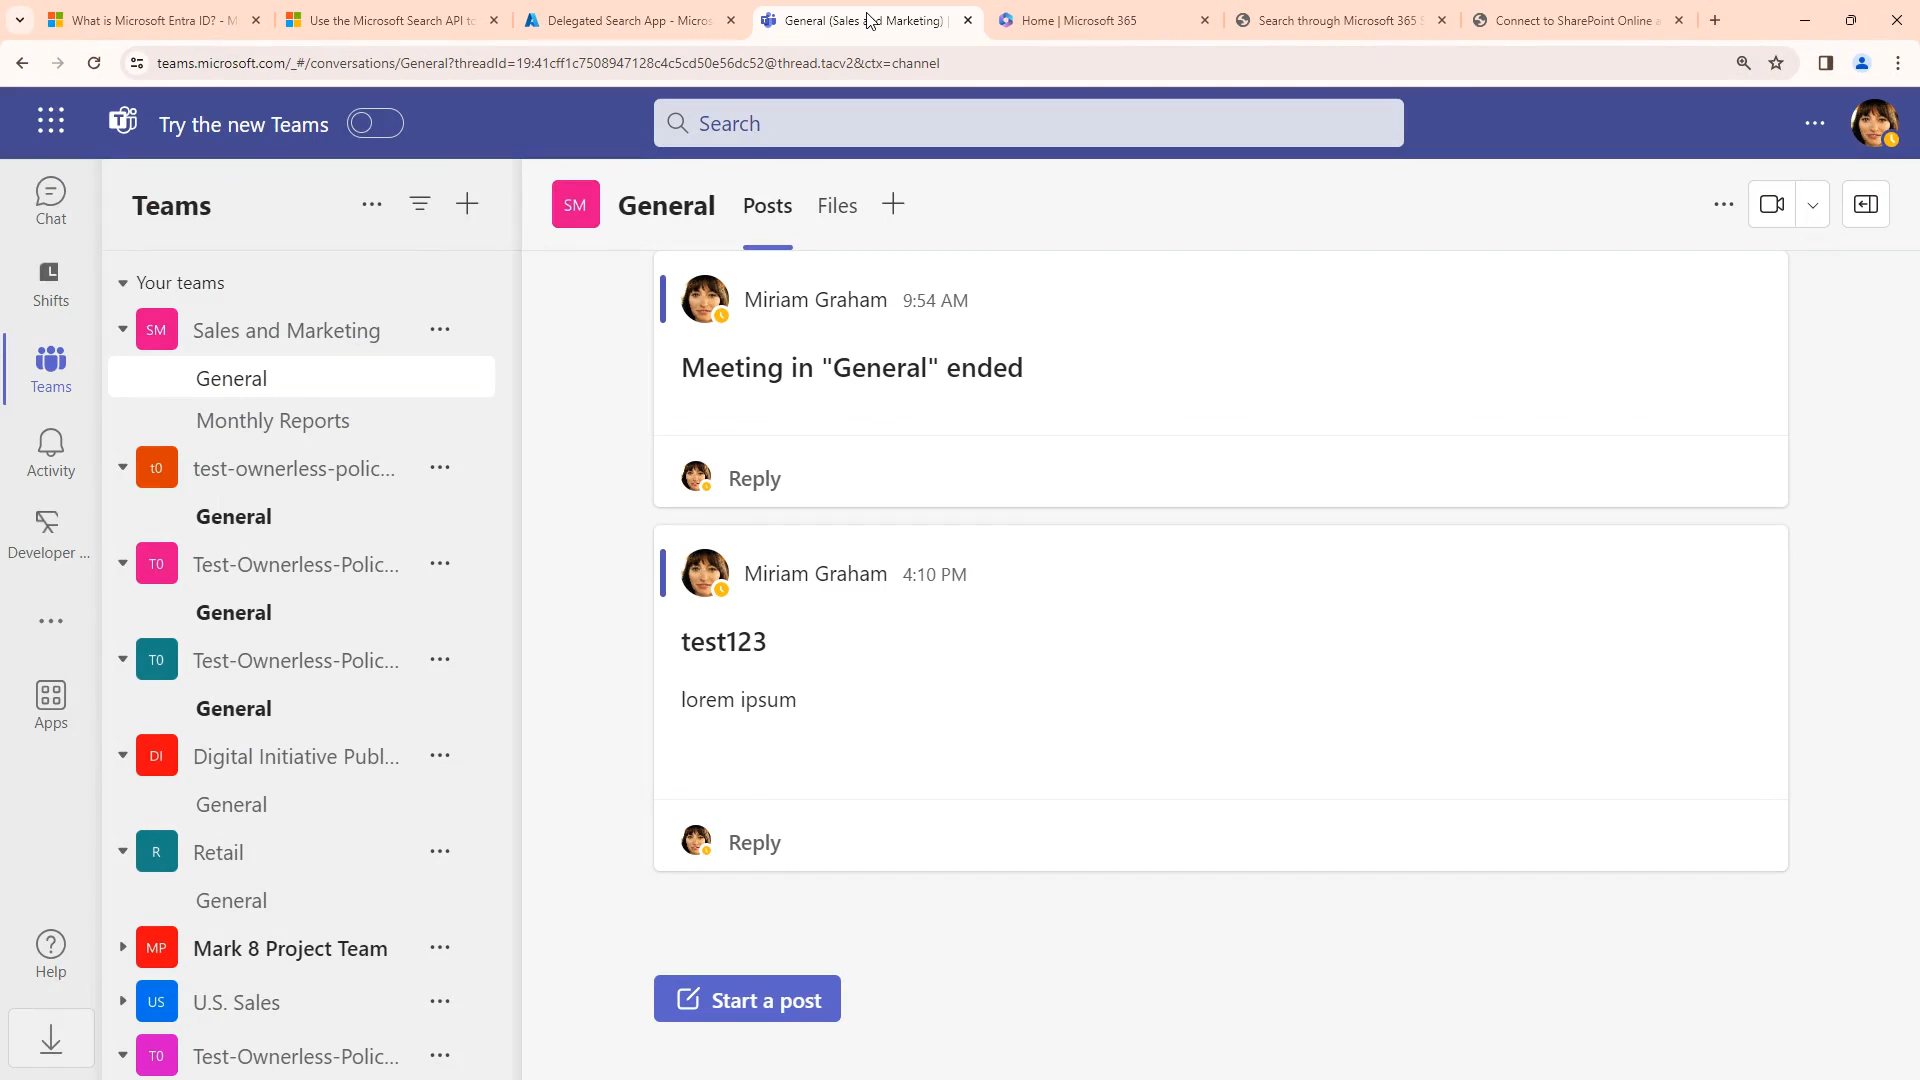 What is Microsoft Entra ID? - M
Use the Microsoft Search API to
Delegated Search App - Micros
General (Sales and Marketing) |
Home | Microsoft 365
Search through Microsoft 365 S
Connect to SharePoint Online a
teams.microsoft.com/_#/conversations/General?threadId=19:41cff1c7508947128c4c5cd50e56dc52@thread.tacv2&ctx=channel
Try the new Teams
Search
Chat
Shifts
Teams
Activity
Developer ...
Apps
Help
Teams
Your teams
SM Sales and Marketing
General
Monthly Reports
t0 test-ownerless-polic...
General
T0 Test-Ownerless-Polic...
General
T0 Test-Ownerless-Polic...
General
DI Digital Initiative Publ...
General
R Retail
General
MP Mark 8 Project Team
US U.S. Sales
T0 Test-Ownerless-Polic...
SM General Posts Files
Miriam Graham 9:54 AM
Meeting in "General" ended
Reply
Miriam Graham 4:10 PM
test123
lorem ipsum
Reply
Start a post